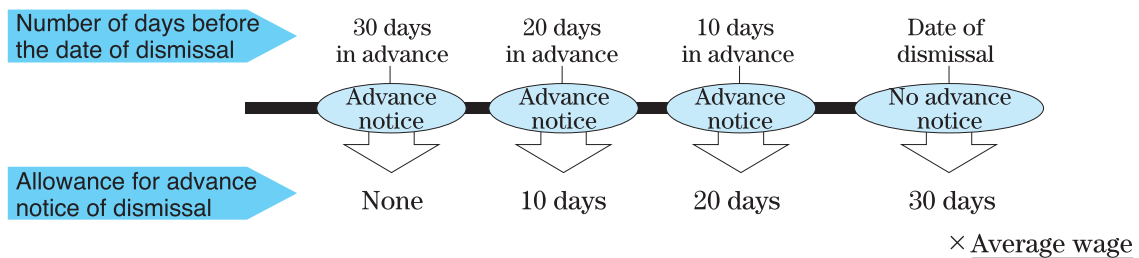 Number of days before
the date of dismissal
30 days
in advance
20 days
in advance
10 days
in advance
Date of
dismissal
Advance
notice
Advance
notice
Advance
notice
No advance
notice
Allowance for advance
notice of dismissal
None
10 days
20 days
30 days
× Average wage